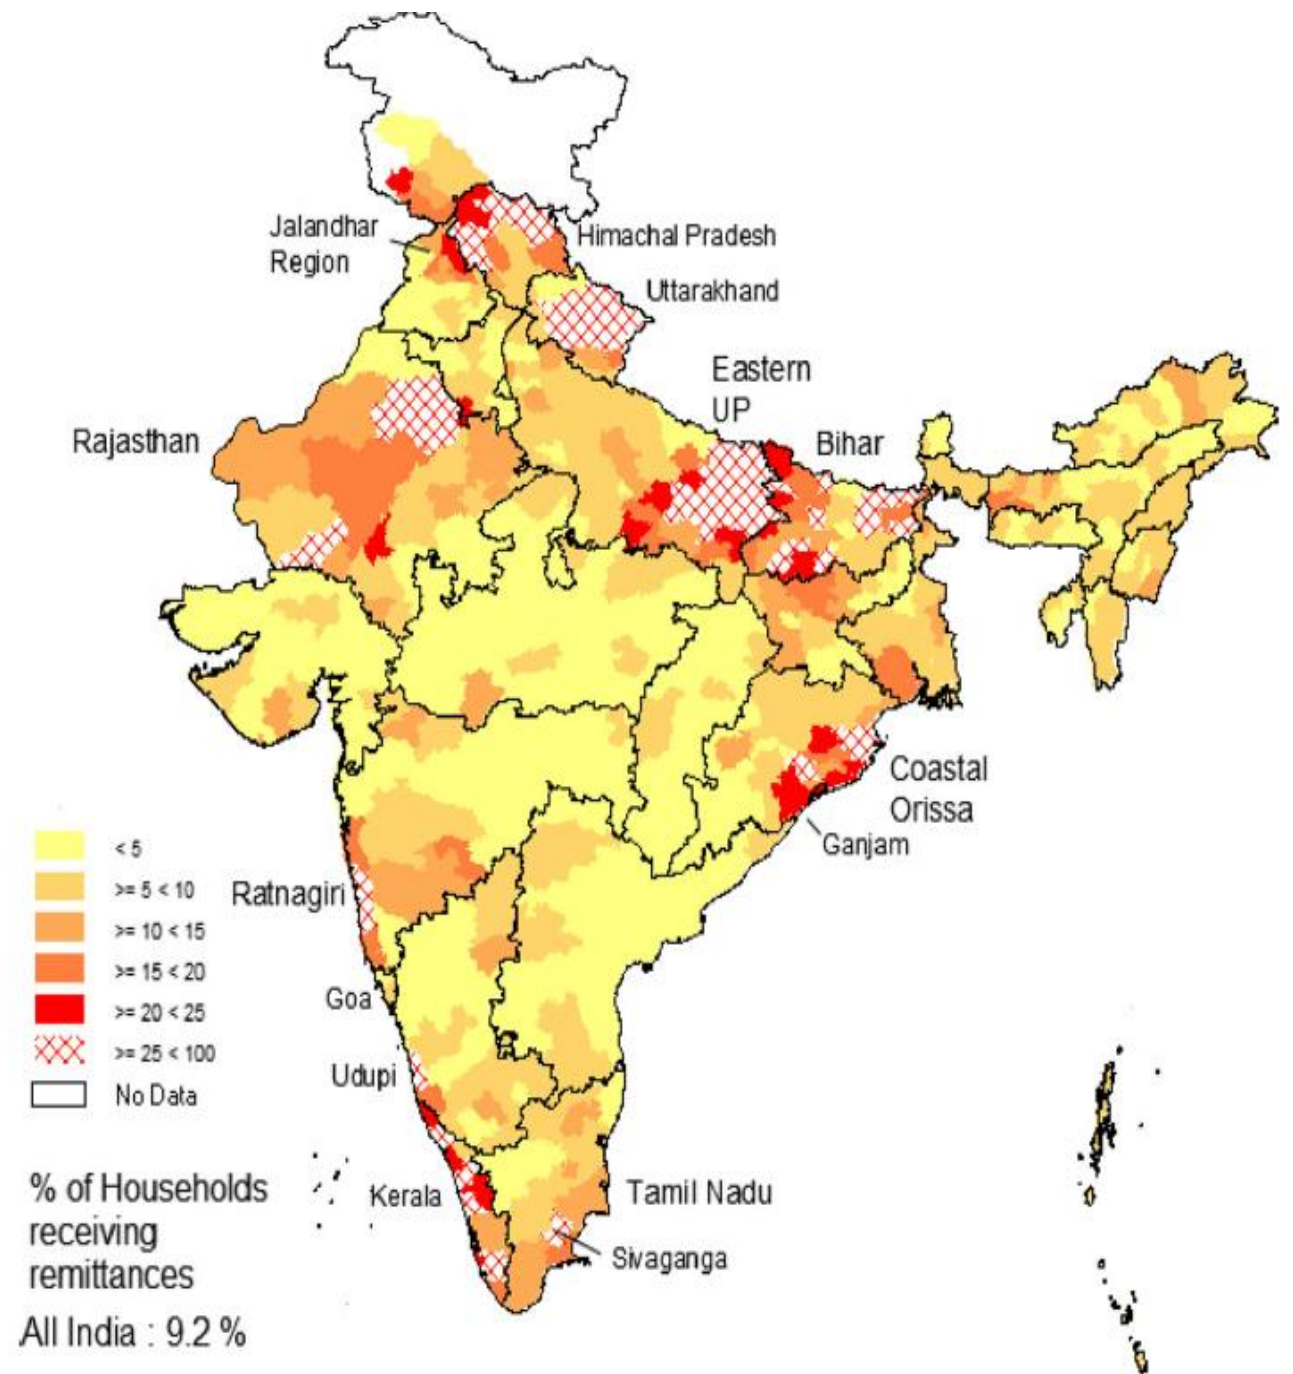 Jalandhar
Region
Himachal Pradesh
Uttarakhand
Eastern
UP
Bihar
Rajasthan
Coastal
Orissa
Ganjam
< 5
>= 5 < 10
>= 10 < 15
>= 15 < 20
>= 20 < 25
>= 25 < 100
No Data
Ratnagiri
Goa
Udupi
Kerala
Tamil Nadu
Sivaganga
% of Households
receiving
remittances
All India : 9.2 %